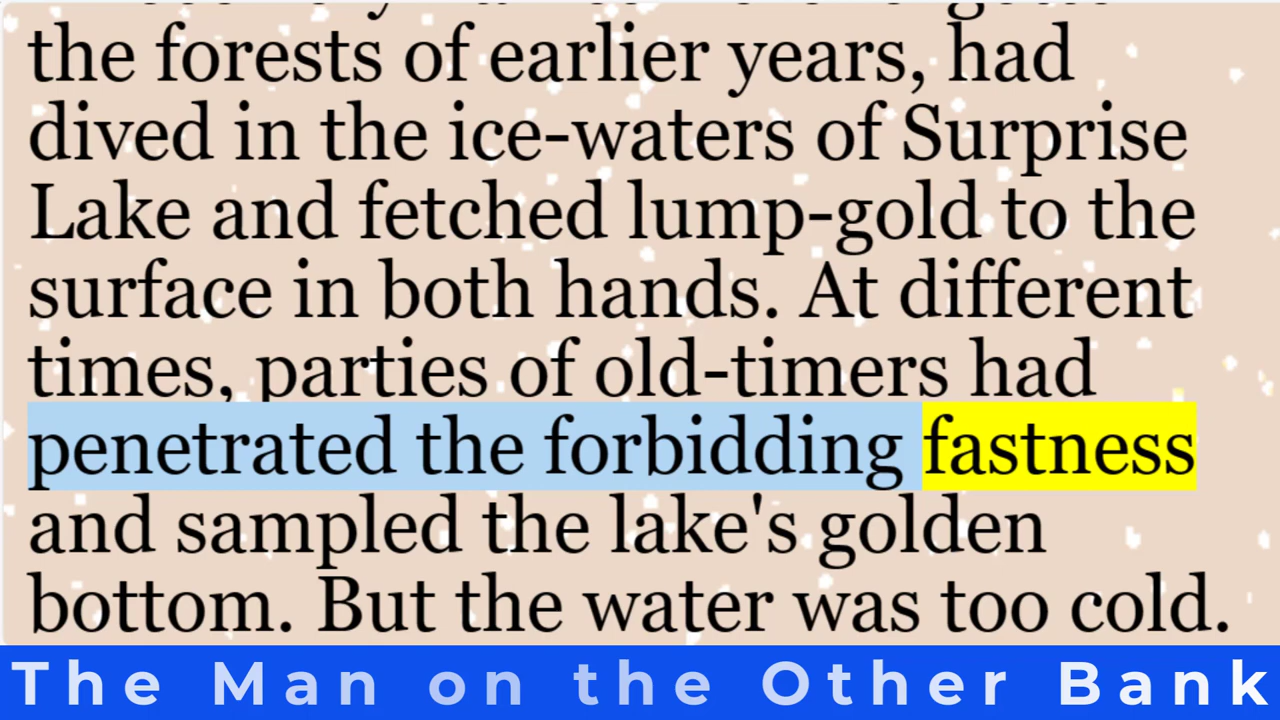 the forests of earlier years, had
dived in the ice-waters of Surprise
Lake and fetched lump-gold to the
surface in both hands. At different
times, parties of old-timers had
penetrated the forbidding fastness
and sampled the lake's golden
bottom. But the water was too cold.
The Man on the Other Bank